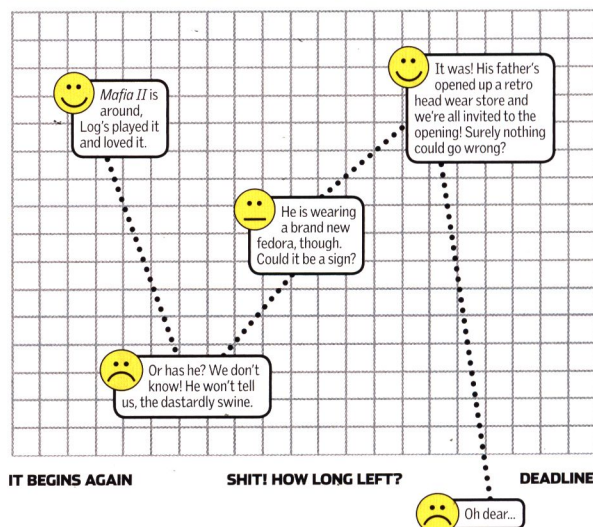 Mafia II is
around,
Log's played it
and loved it.
Or has he? We don't
know! He won't tell
us, the dastardly swine.
He is wearing
a brand new
fedora, though.
Could it be a sign?
It was! His father's
opened up a retro
head wear store and
we're all invited to the
opening! Surely nothing
could go wrong?
Oh dear...
IT BEGINS AGAIN
SHIT! HOW LONG LEFT?
DEADLINE